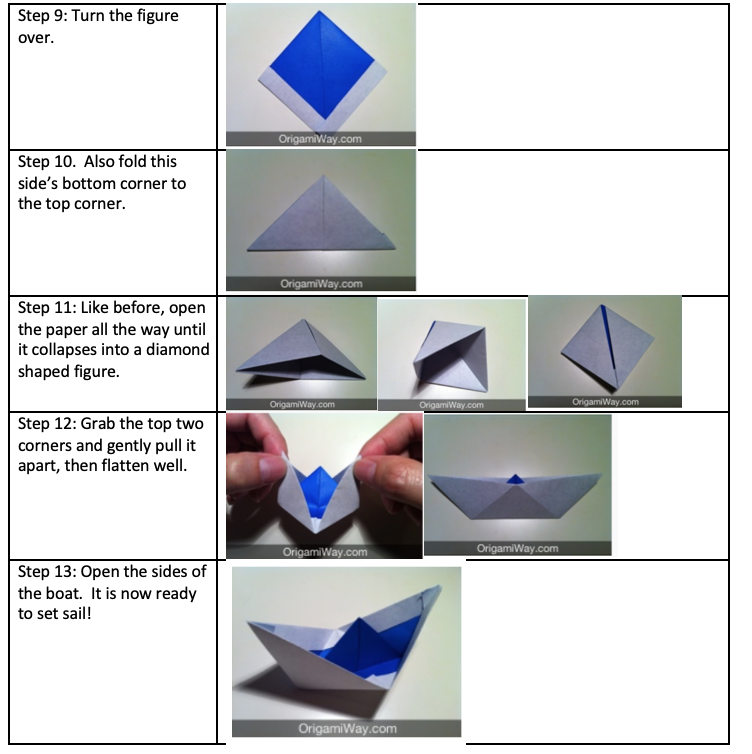 Step 9: Turn the figure
over.
OrigamiWay.com
Step 10.  Also fold this
side’s bottom corner to
the top corner.
OrigamiWay.com
Step 11: Like before, open
the paper all the way until
it collapses into a diamond
shaped figure.
OrigamiWay.com
OrigamiWay.com
OrigamiWay.com
Step 12: Grab the top two
corners and gently pull it
apart, then flatten well.
OrigamiWay.com
OrigamiWay.com
Step 13: Open the sides of
the boat.  It is now ready
to set sail!
OrigamiWay.com